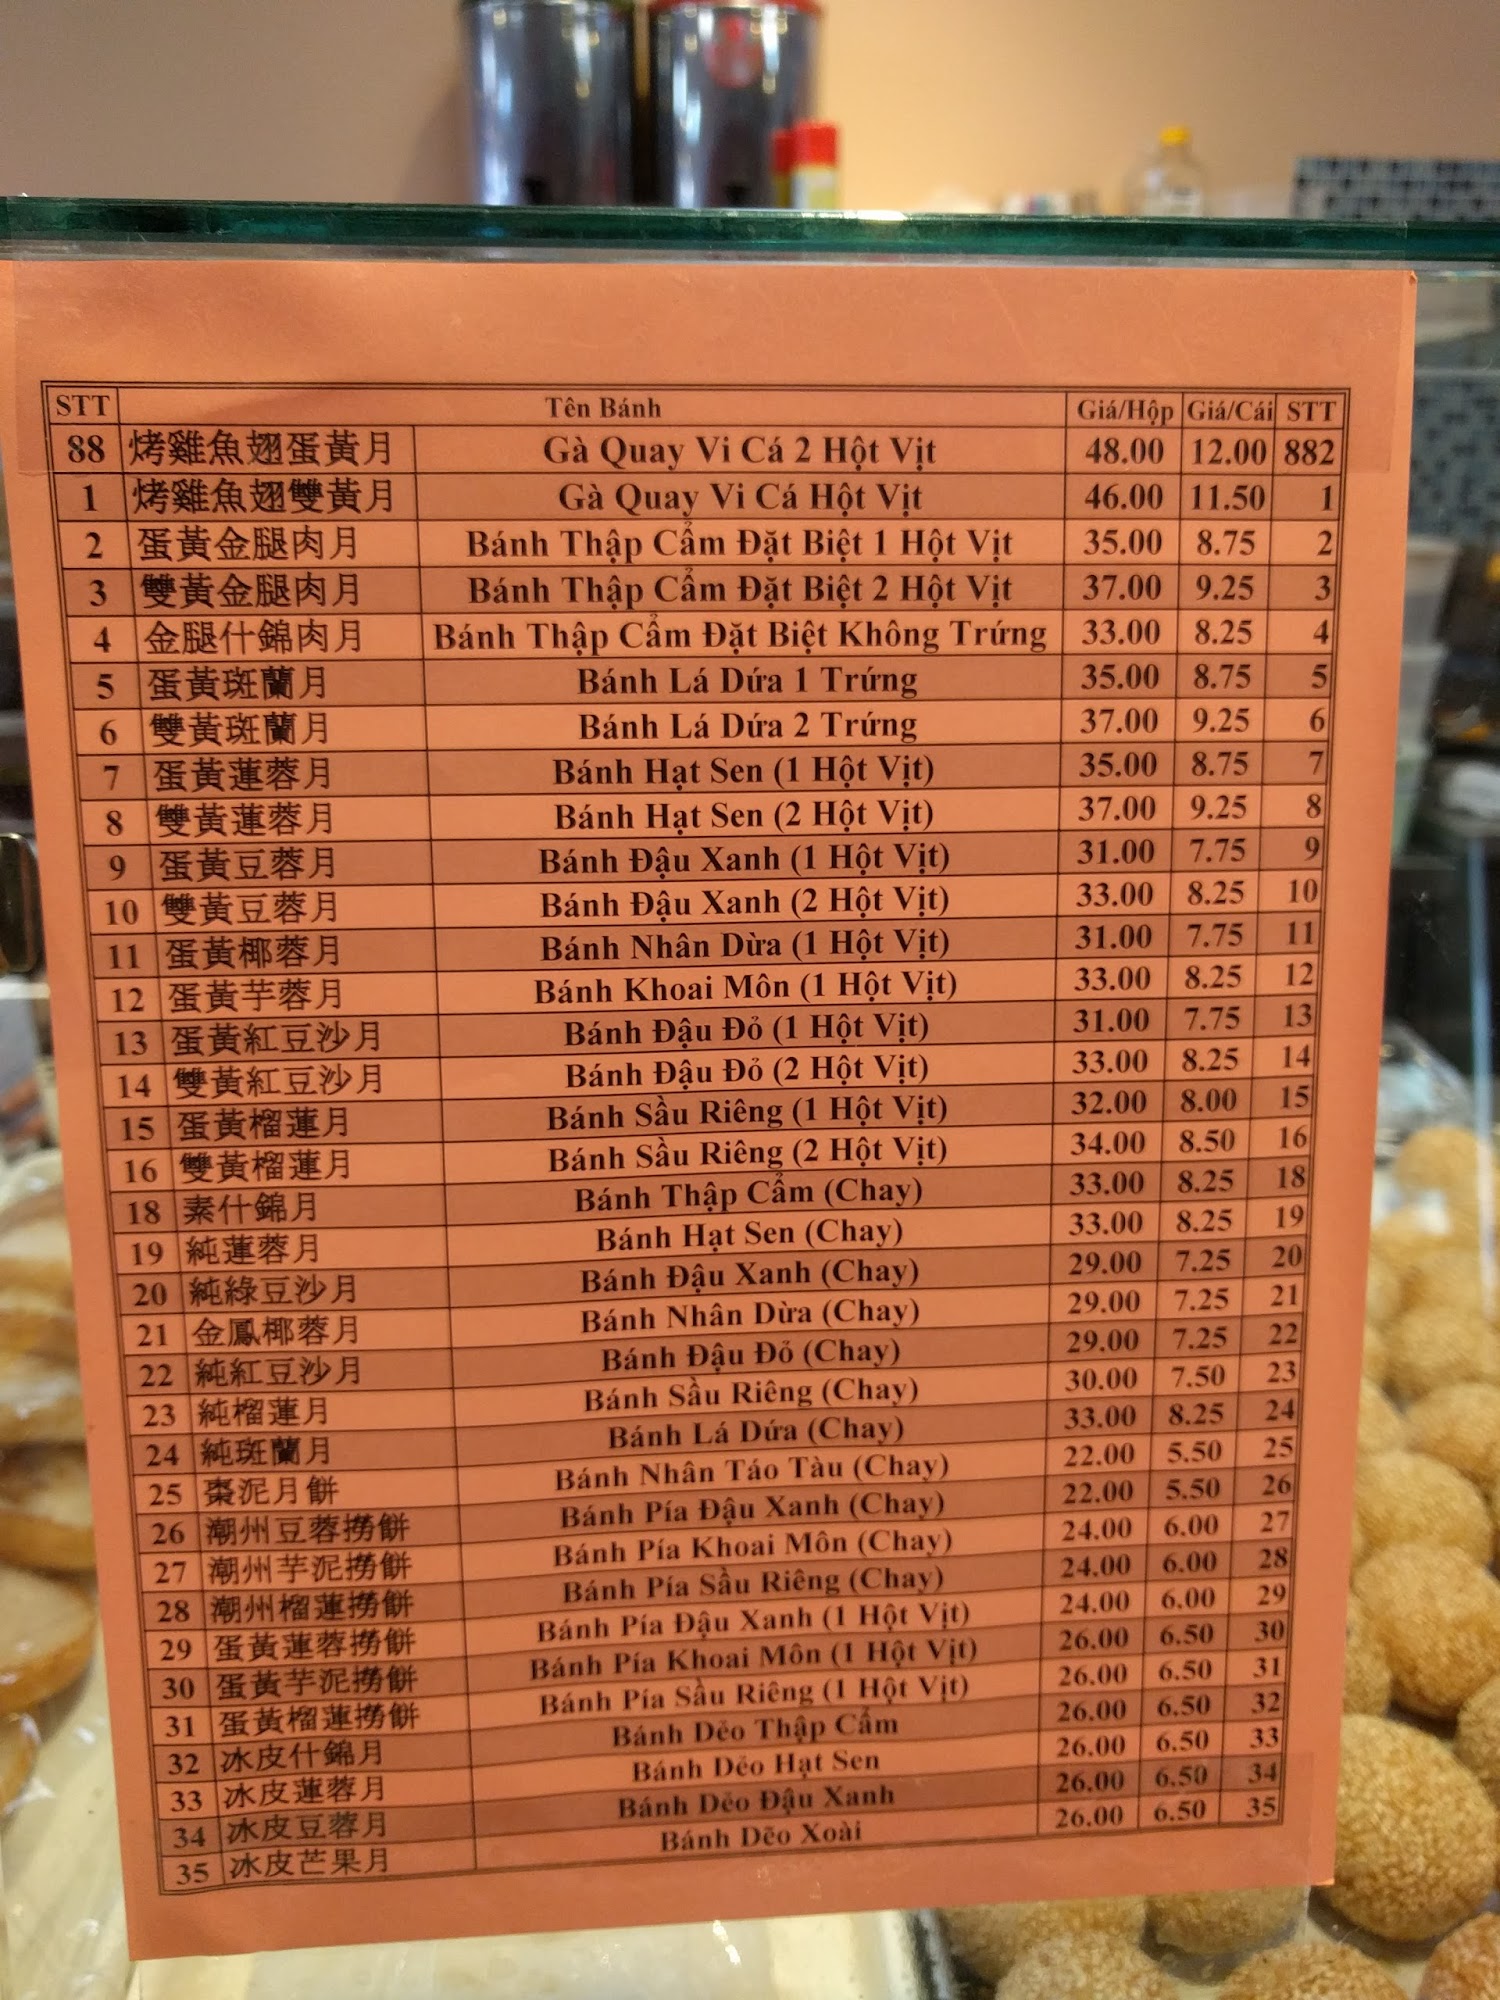 STT Tên Bánh Giá/Hộp Giá/Cái STT
88 烤雞魚翅蛋黃月 Gà Quay Vi Cá 2 Hột Vịt 48.00 12.00 882
1 烤雞魚翅雙黃月 Gà Quay Vi Cá Hột Vịt 46.00 11.50 1
2 蛋黃金腿肉月 Bánh Thập Cẩm Đặt Biệt 1 Hột Vịt 35.00 8.75 2
3 雙黃金腿肉月 Bánh Thập Cẩm Đặt Biệt 2 Hột Vịt 37.00 9.25 3
4 金腿什錦肉月 Bánh Thập Cẩm Đặt Biệt Không Trứng 33.00 8.25 4
5 蛋黃斑蘭月 Bánh Lá Dứa 1 Trứng 35.00 8.75 5
6 雙黃斑蘭月 Bánh Lá Dứa 2 Trứng 37.00 9.25 6
7 蛋黃蓮蓉月 Bánh Hạt Sen (1 Hột Vịt) 35.00 8.75 7
8 雙黃蓮蓉月 Bánh Hạt Sen (2 Hột Vịt) 37.00 9.25 8
9 蛋黃豆蓉月 Bánh Đậu Xanh (1 Hột Vịt) 31.00 7.75 9
10 雙黃豆蓉月 Bánh Đậu Xanh (2 Hột Vịt) 33.00 8.25 10
11 蛋黃椰蓉月 Bánh Nhân Dừa (1 Hột Vịt) 31.00 7.75 11
12 蛋黃芋蓉月 Bánh Khoai Môn (1 Hột Vịt) 33.00 8.25 12
13 蛋黃紅豆沙月 Bánh Đậu Đỏ (1 Hột Vịt) 31.00 7.75 13
14 雙黃紅豆沙月 Bánh Đậu Đỏ (2 Hột Vịt) 33.00 8.25 14
15 蛋黃榴蓮月 Bánh Sầu Riêng (1 Hột Vịt) 32.00 8.00 15
16 雙黃榴蓮月 Bánh Sầu Riêng (2 Hột Vịt) 34.00 8.50 16
18 素什錦月 Bánh Thập Cẩm (Chay) 33.00 8.25 18
19 純蓮蓉月 Bánh Hạt Sen (Chay) 33.00 8.25 19
20 純綠豆沙月 Bánh Đậu Xanh (Chay) 29.00 7.25 20
21 金鳳椰蓉月 Bánh Nhân Dừa (Chay) 29.00 7.25 21
22 純紅豆沙月 Bánh Đậu Đỏ (Chay) 29.00 7.25 22
23 純榴蓮月 Bánh Sầu Riêng (Chay) 30.00 7.50 23
24 純斑蘭月 Bánh Lá Dứa (Chay) 33.00 8.25 24
25 棗泥月餅 Bánh Nhân Táo Tàu (Chay) 22.00 5.50 25
26 潮州豆蓉撈餅 Bánh Pía Đậu Xanh (Chay) 22.00 5.50 26
27 潮州芋泥撈餅 Bánh Pía Khoai Môn (Chay) 24.00 6.00 27
28 潮州榴蓮撈餅 Bánh Pía Sầu Riêng (Chay) 24.00 6.00 28
29 蛋黃蓮蓉撈餅 Bánh Pía Đậu Xanh (1 Hột Vịt) 24.00 6.00 29
30 蛋黃芋泥撈餅 Bánh Pía Khoai Môn (1 Hột Vịt) 26.00 6.50 30
31 蛋黃榴蓮撈餅 Bánh Pía Sầu Riêng (1 Hột Vịt) 26.00 6.50 31
32 冰皮什錦月 Bánh Dẻo Thập Cẩm 26.00 6.50 32
33 冰皮蓮蓉月 Bánh Dẻo Hạt Sen 26.00 6.50 33
34 冰皮豆蓉月 Bánh Dẻo Đậu Xanh 26.00 6.50 34
35 冰皮芒果月 Bánh Dẽo Xoài 26.00 6.50 35